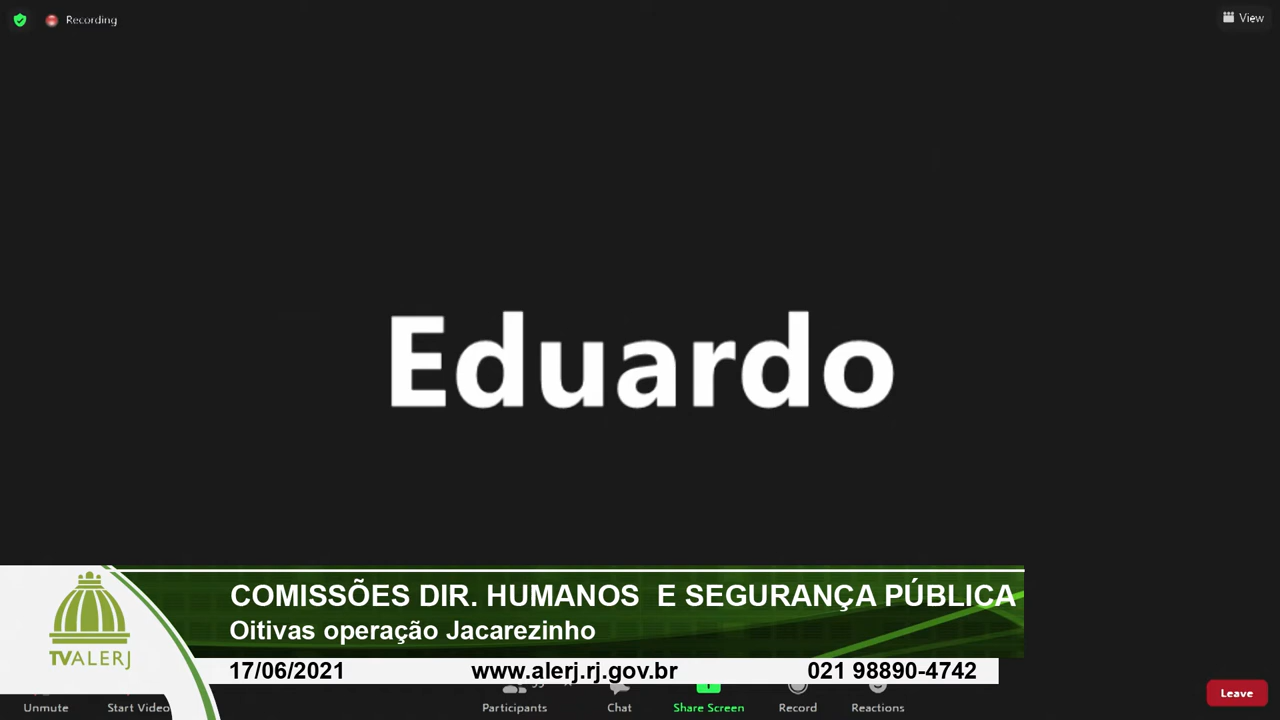 Recording
View
Eduardo
COMISSÕES DIR. HUMANOS E SEGURANÇA PÚBLICA
Oitivas operação Jacarezinho
TVALERJ
17/06/2021 www.alerj.rj.gov.br 021 98890-4742
Unmute Start Video Participants Chat Share Screen Record Reactions Leave